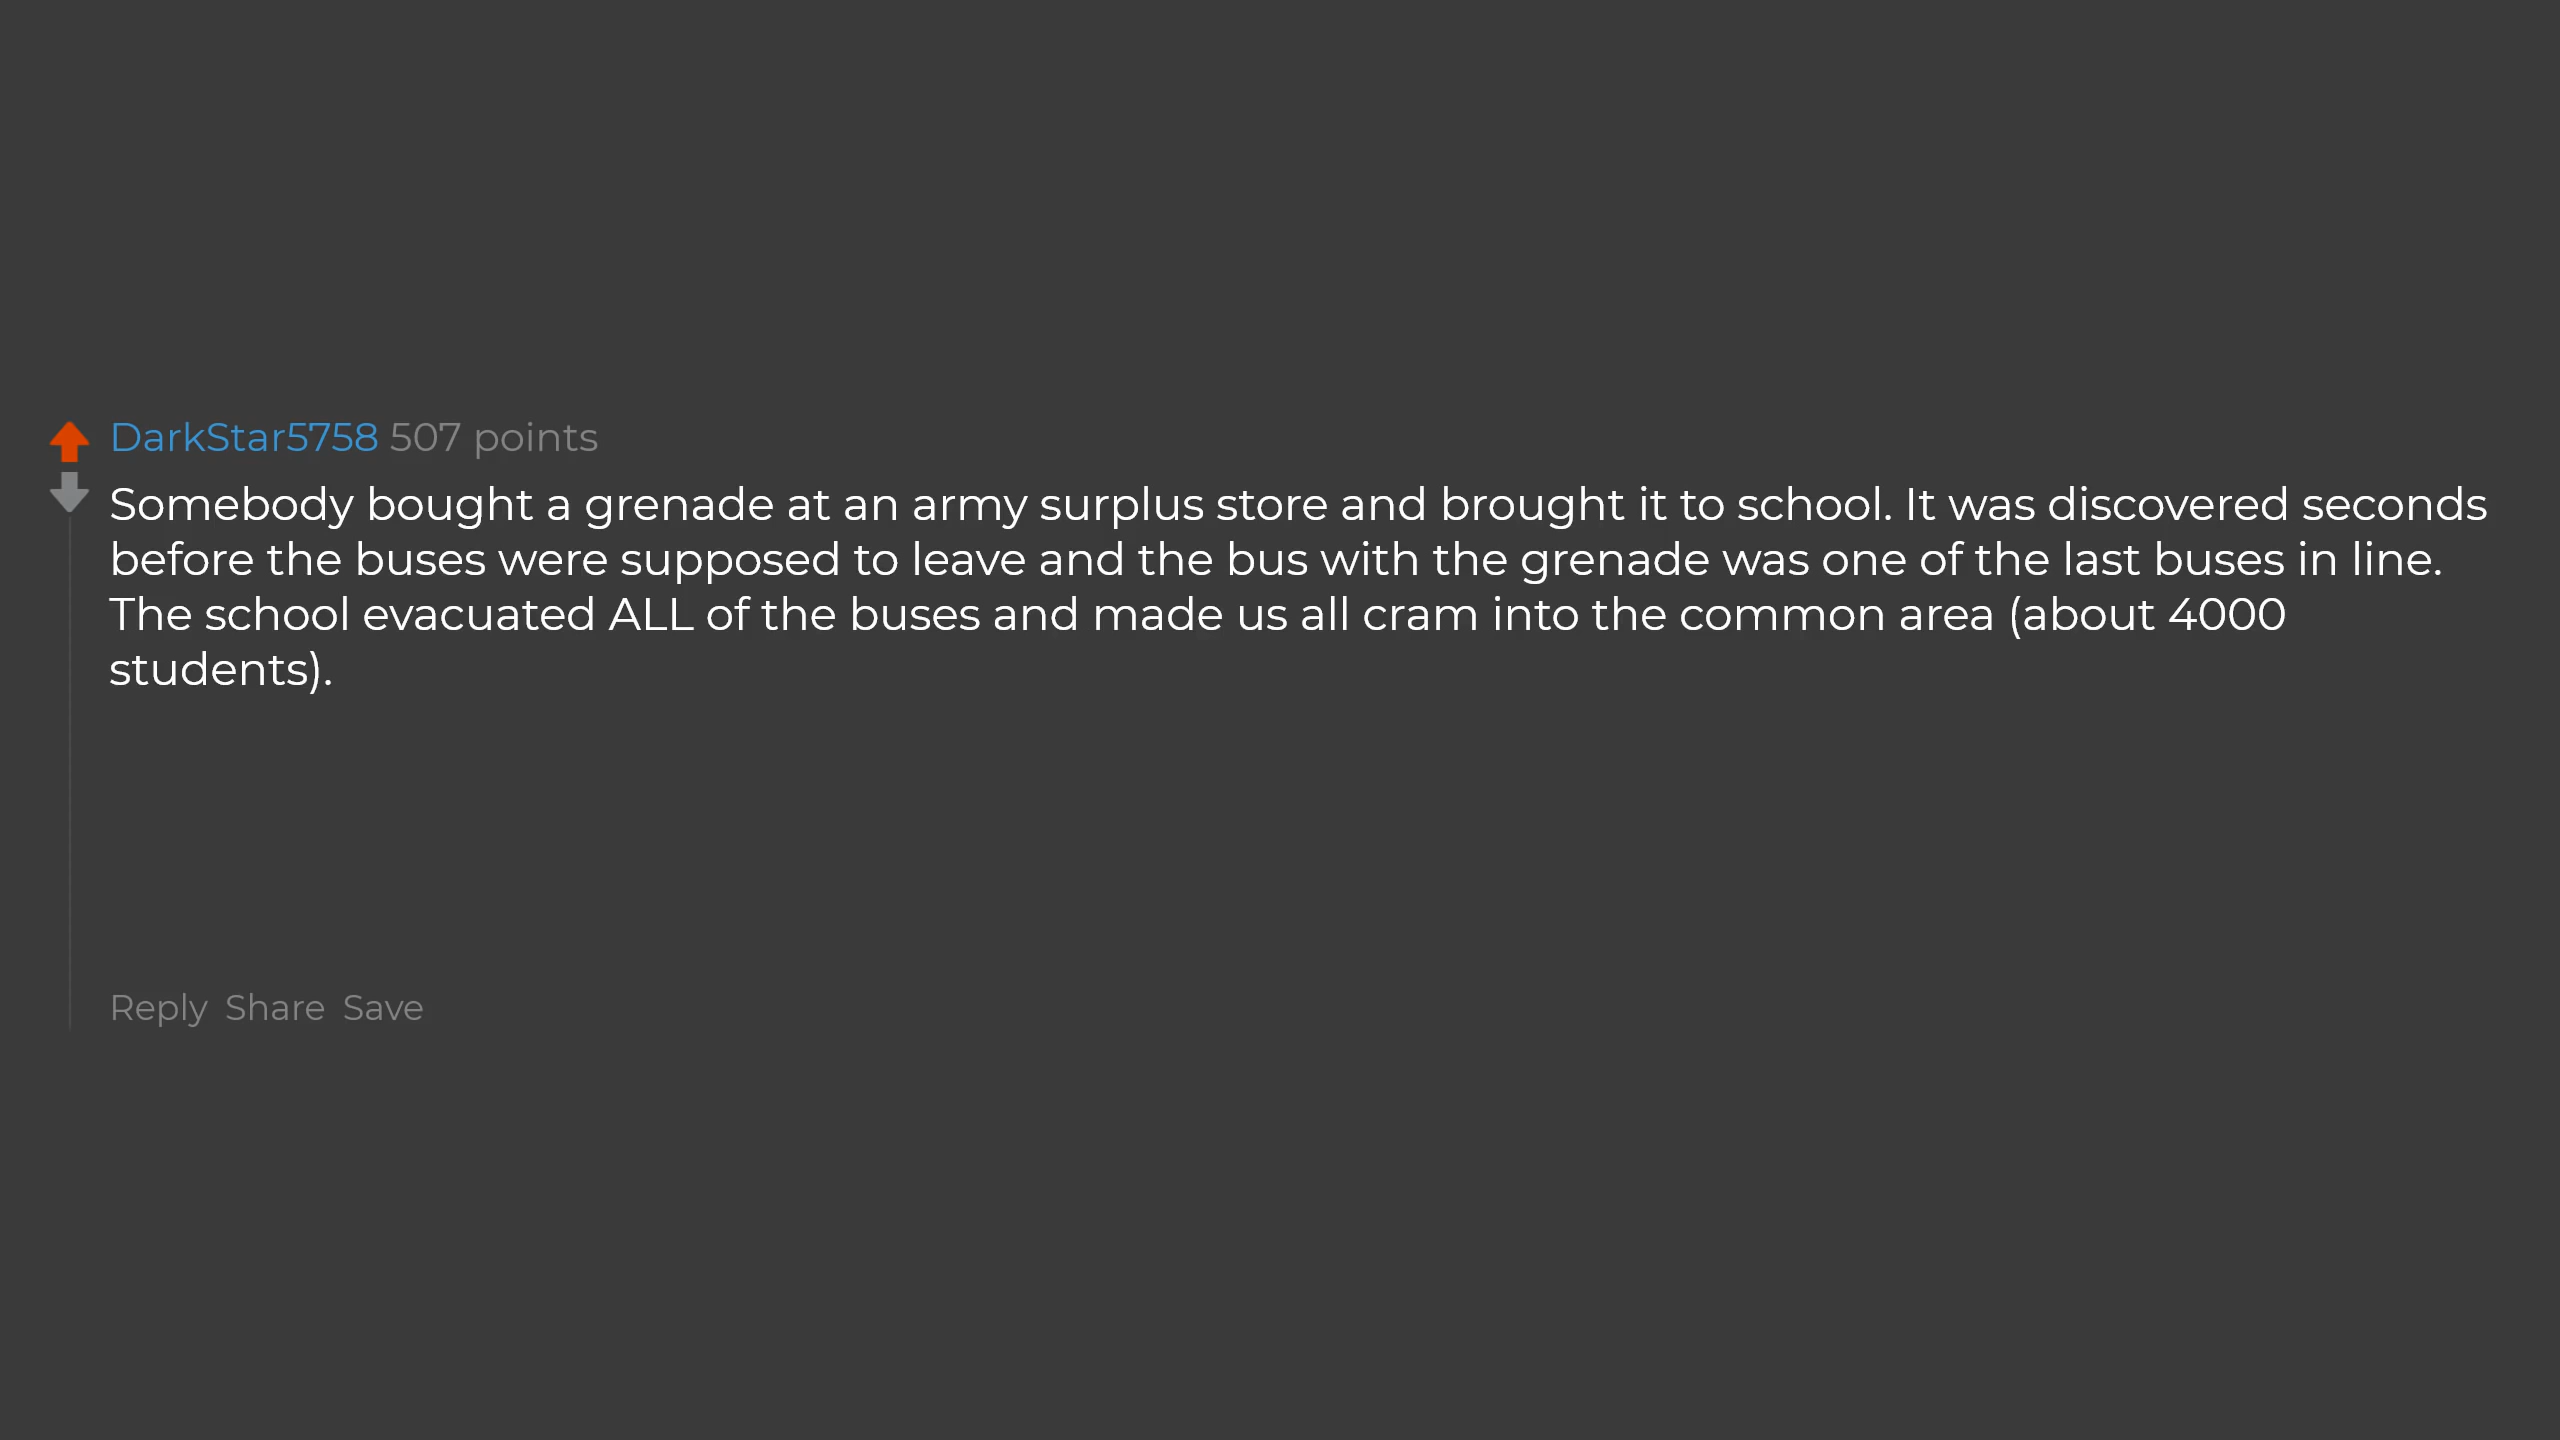 DarkStar5758 507 points
Somebody bought a grenade at an army surplus store and brought it to school. It was discovered seconds
before the buses were supposed to leave and the bus with the grenade was one of the last buses in line.
The school evacuated ALL of the buses and made us all cram into the common area (about 4000
students).
Reply Share Save